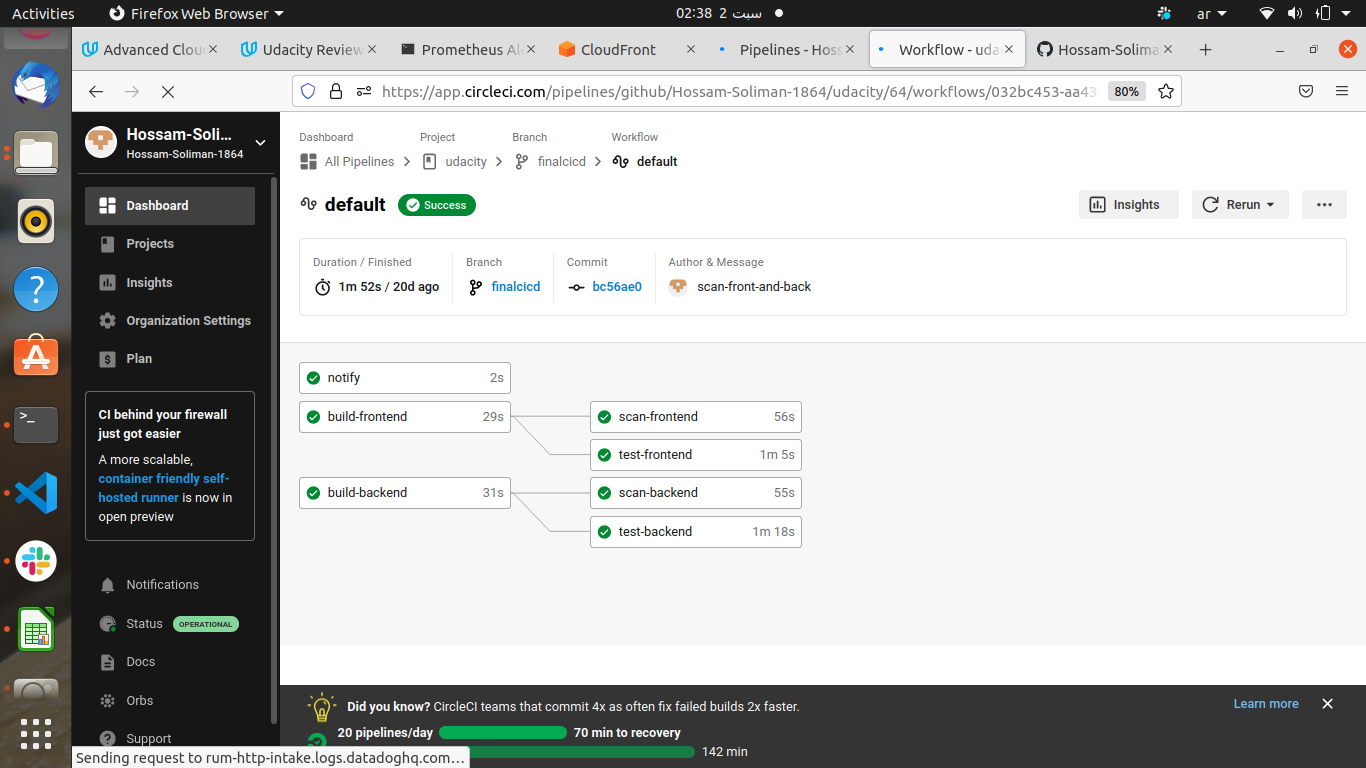 Activities
Firefox Web Browser
02:38 2 سبت
ar
Advanced Clou
Udacity Review
Prometheus Al
CloudFront
Pipelines - Hoss
Workflow - uda
Hossam-Solima
https://app.circleci.com/pipelines/github/Hossam-Soliman-1864/udacity/64/workflows/032bc453-aa43
80%
Hossam-Soli...
Hossam-Soliman-1864
Dashboard
Projects
Insights
Organization Settings
Plan
CI behind your firewall
just got easier
A more scalable,
container friendly self-
hosted runner is now in
open preview
Notifications
Status OPERATIONAL
Docs
Orbs
Support
Dashboard Project Branch Workflow
All Pipelines udacity finalcicd default
default Success
Insights Rerun
Duration / Finished Branch Commit Author & Message
1m 52s / 20d ago finalcicd bc56ae0 scan-front-and-back
notify 2s
build-frontend 29s scan-frontend 56s
test-frontend 1m 5s
build-backend 31s scan-backend 55s
test-backend 1m 18s
Did you know? CircleCI teams that commit 4x as often fix failed builds 2x faster.
Learn more
20 pipelines/day 70 min to recovery
142 min
Sending request to rum-http-intake.logs.datadoghq.com…